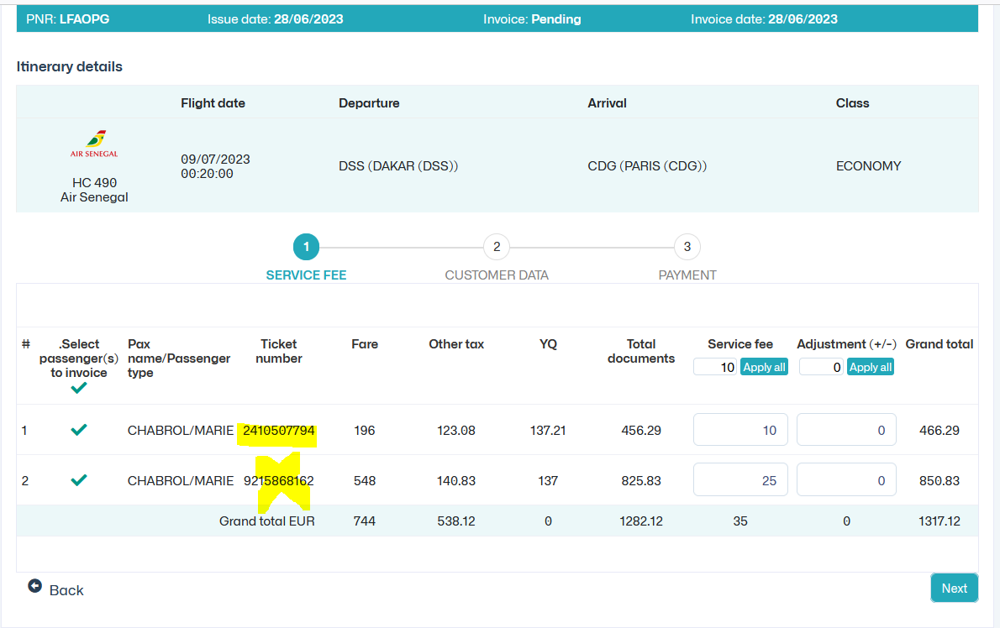 PNR: LFAOPG Issue date: 28/06/2023 Invoice: Pending Invoice date: 28/06/2023
Itinerary details
Flight date Departure Arrival Class
AIR SENEGAL
HC 490
Air Senegal
09/07/2023
00:20:00
DSS (DAKAR (DSS))
CDG (PARIS (CDG))
ECONOMY
1 2 3
SERVICE FEE CUSTOMER DATA PAYMENT
#
.Select
passenger(s)
to invoice
Pax
name/Passenger
type
Ticket
number
Fare
Other tax
YQ
Total
documents
Service fee
10 Apply all
Adjustment (+/-)
0 Apply all
Grand total
1 CHABROL/MARIE 2410507794 196 123.08 137.21 456.29 10 0 466.29
2 CHABROL/MARIE 9215868162 548 140.83 137 825.83 25 0 850.83
Grand total EUR 744 538.12 0 1282.12 35 0 1317.12
Back Next